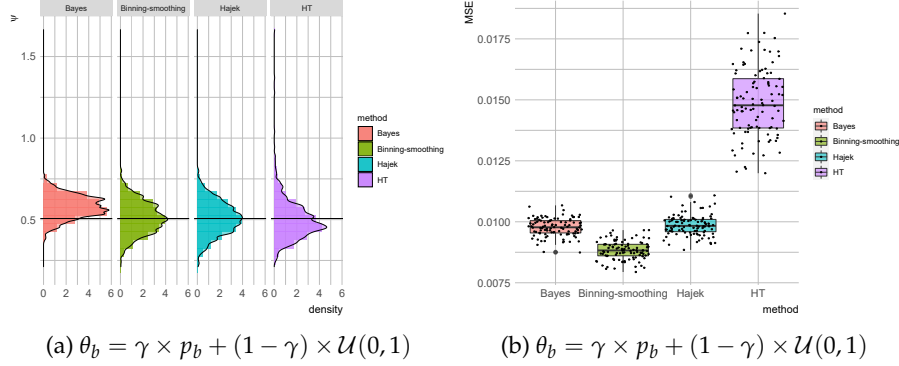 Bayes Binning-smoothing Hajek HT
ψ
1.5
1.0
0.5
0 2 4 6 0 2 4 6 0 2 4 6 0 2 4 6
density
method
Bayes
Binning-smoothing
Hajek
HT
(a) θ_b = γ × p_b + (1 − γ) × 𝒰(0, 1)
MSE
0.0175
0.0150
0.0125
0.0100
0.0075
Bayes Binning-smoothing Hajek HT
method
method
Bayes
Binning-smoothing
Hajek
HT
(b) θ_b = γ × p_b + (1 − γ) × 𝒰(0, 1)